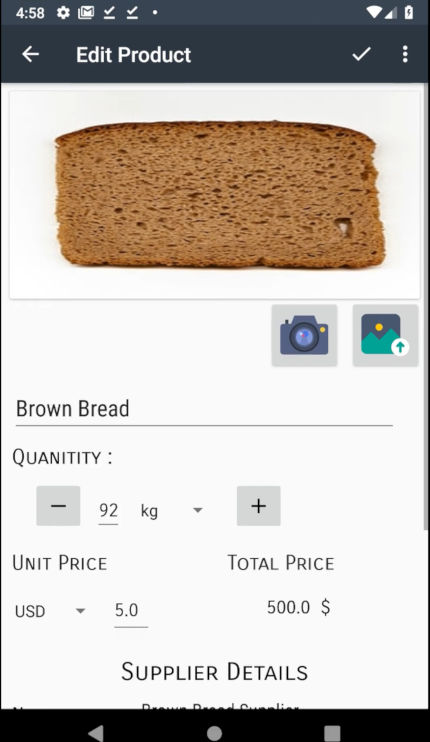 4:58
Edit Product
Brown Bread
QUANITITY :
− 92 kg +
UNIT PRICE TOTAL PRICE
USD 5.0 500.0 $
SUPPLIER DETAILS
Brown Bread Supplier